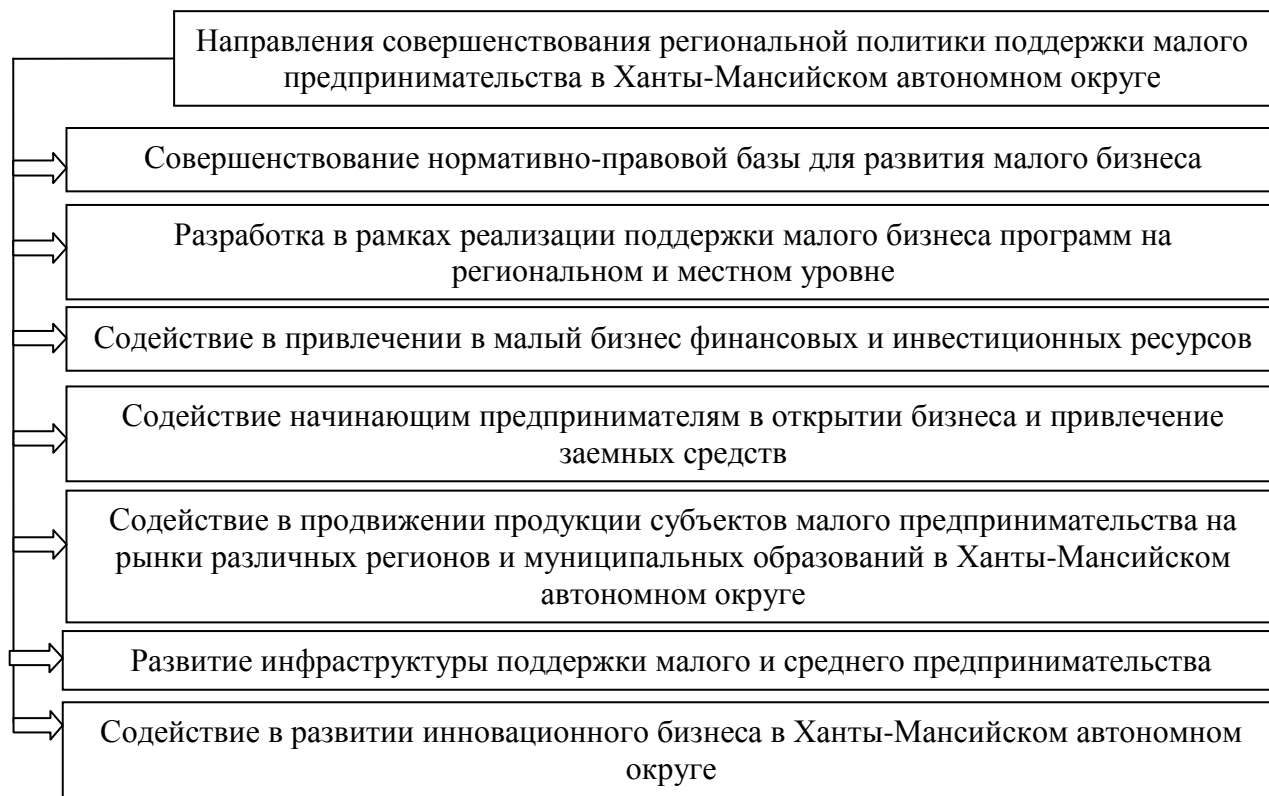 Направления совершенствования региональной политики поддержки малого
предпринимательства в Ханты-Мансийском автономном округе
Совершенствование нормативно-правовой базы для развития малого бизнеса
Разработка в рамках реализации поддержки малого бизнеса программ на
региональном и местном уровне
Содействие в привлечении в малый бизнес финансовых и инвестиционных ресурсов
Содействие начинающим предпринимателям в открытии бизнеса и привлечение
заемных средств
Содействие в продвижении продукции субъектов малого предпринимательства на
рынки различных регионов и муниципальных образований в Ханты-Мансийском
автономном округе
Развитие инфраструктуры поддержки малого и среднего предпринимательства
Содействие в развитии инновационного бизнеса в Ханты-Мансийском автономном
округе